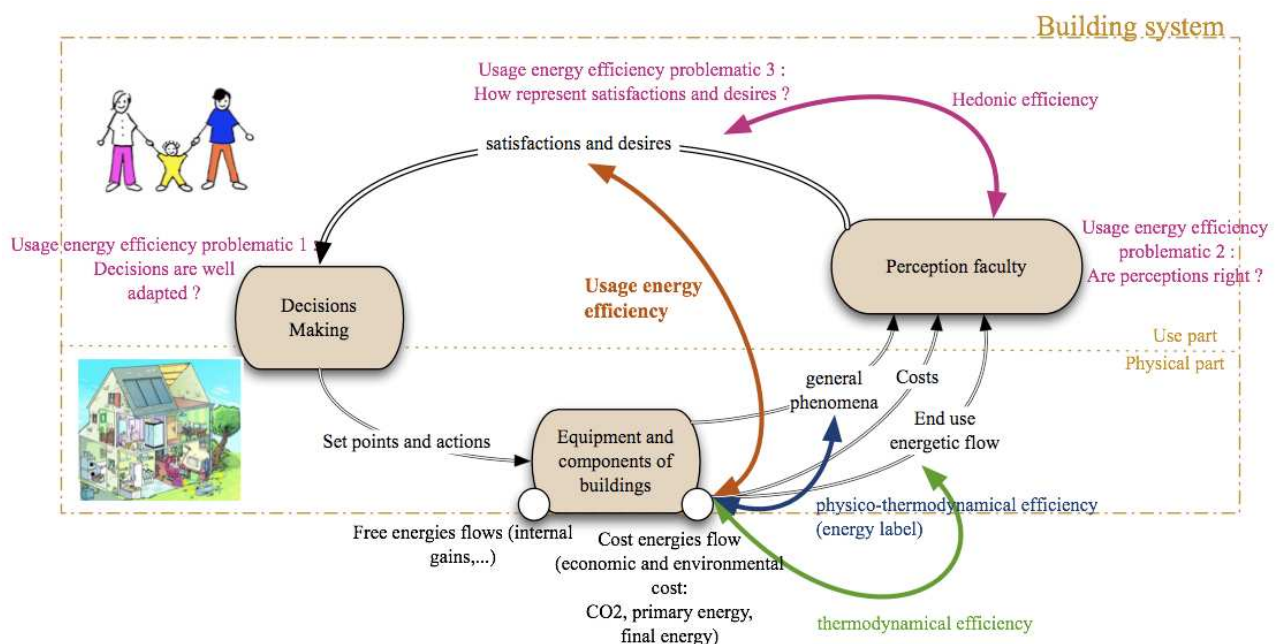 Building system
Usage energy efficiency problematic 3 :
How represent satisfactions and desires ?
Hedonic efficiency
satisfactions and desires
Usage energy efficiency problematic 1 :
Decisions are well
adapted ?
Usage energy efficiency
problematic 2 :
Are perceptions right ?
Perception faculty
Decisions
Making
Usage energy
efficiency
Use part
Physical part
general
phenomena
Costs
End use
energetic flow
Set points and actions
Equipment and
components of
buildings
physico-thermodynamical efficiency
(energy label)
Free energies flows (internal
gains,...)
Cost energies flow
(economic and environmental
cost:
CO2, primary energy,
final energy)
thermodynamical efficiency